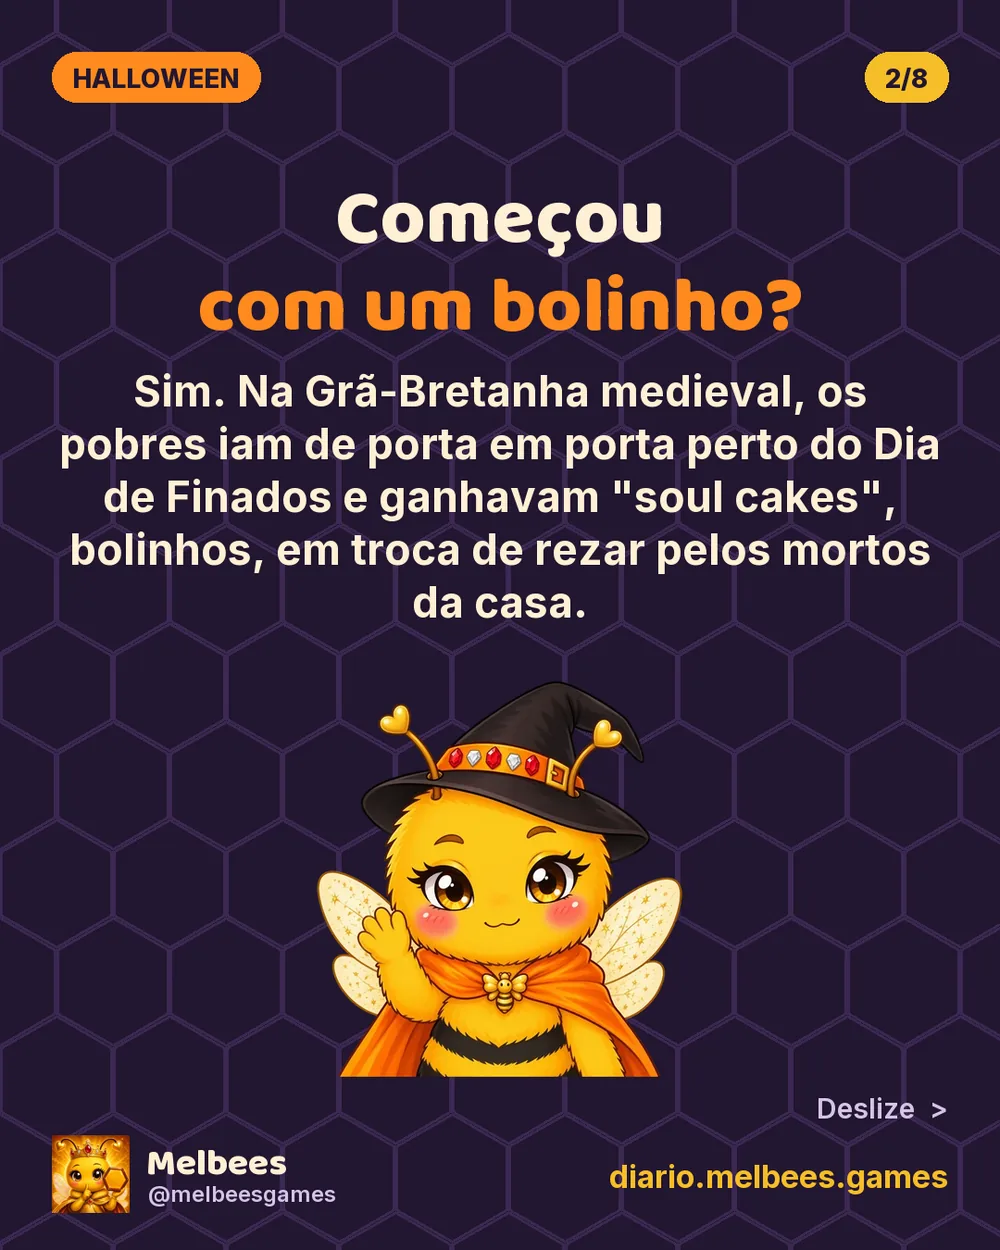 HALLOWEEN
2/8
Começou
com um bolinho?
Sim. Na Grã-Bretanha medieval, os
pobres iam de porta em porta perto do Dia
de Finados e ganhavam "soul cakes",
bolinhos, em troca de rezar pelos mortos
da casa.
Deslize >
Melbees
@melbeesgames
diario.melbees.games